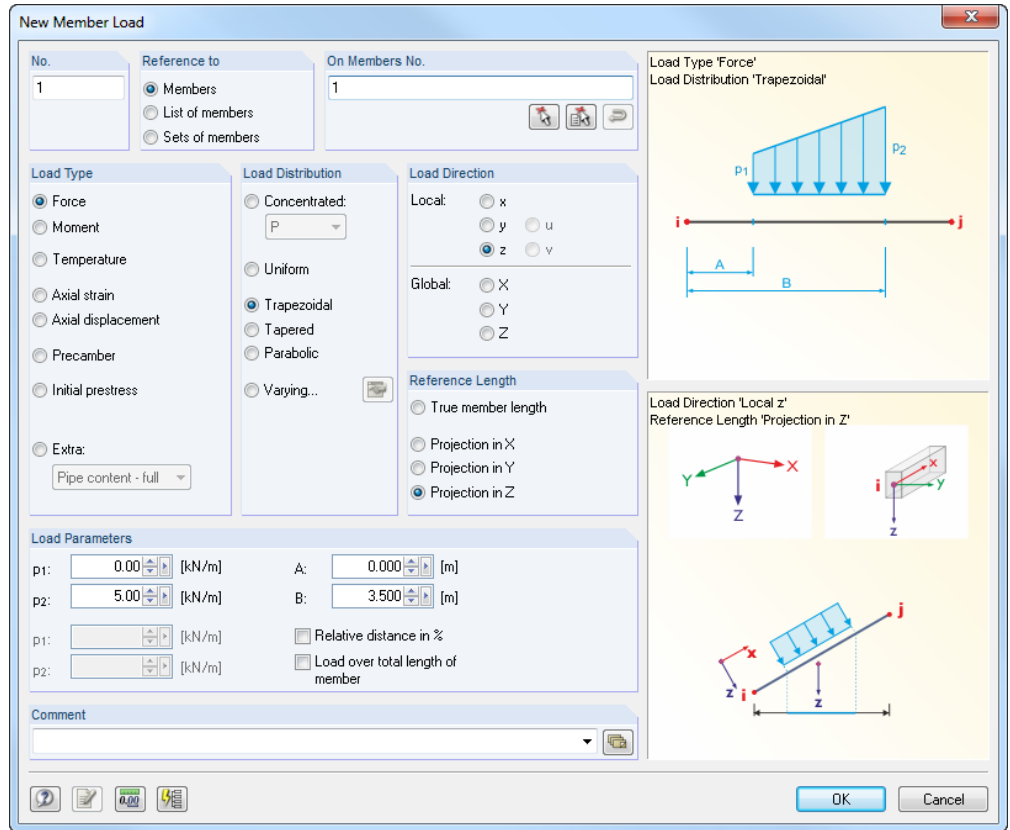 New Member Load
No.
1
Reference to
Members
List of members
Sets of members
On Members No.
1
Load Type
Force
Moment
Temperature
Axial strain
Axial displacement
Precamber
Initial prestress
Extra:
Pipe content - full
Load Distribution
Concentrated:
P
Uniform
Trapezoidal
Tapered
Parabolic
Varying...
Load Direction
Local: x
y u
z v
Global: X
Y
Z
Reference Length
True member length
Projection in X
Projection in Y
Projection in Z
Load Parameters
p1: 0.00 [kN/m] A: 0.000 [m]
p2: 5.00 [kN/m] B: 3.500 [m]
p1: [kN/m] Relative distance in %
p2: [kN/m] Load over total length of
member
Comment
Load Type 'Force'
Load Distribution 'Trapezoidal'
p2
p1
i j
A
B
Load Direction 'Local z'
Reference Length 'Projection in Z'
Y X
Z
x
i y
z
j
x
z i
z
0.00
OK Cancel